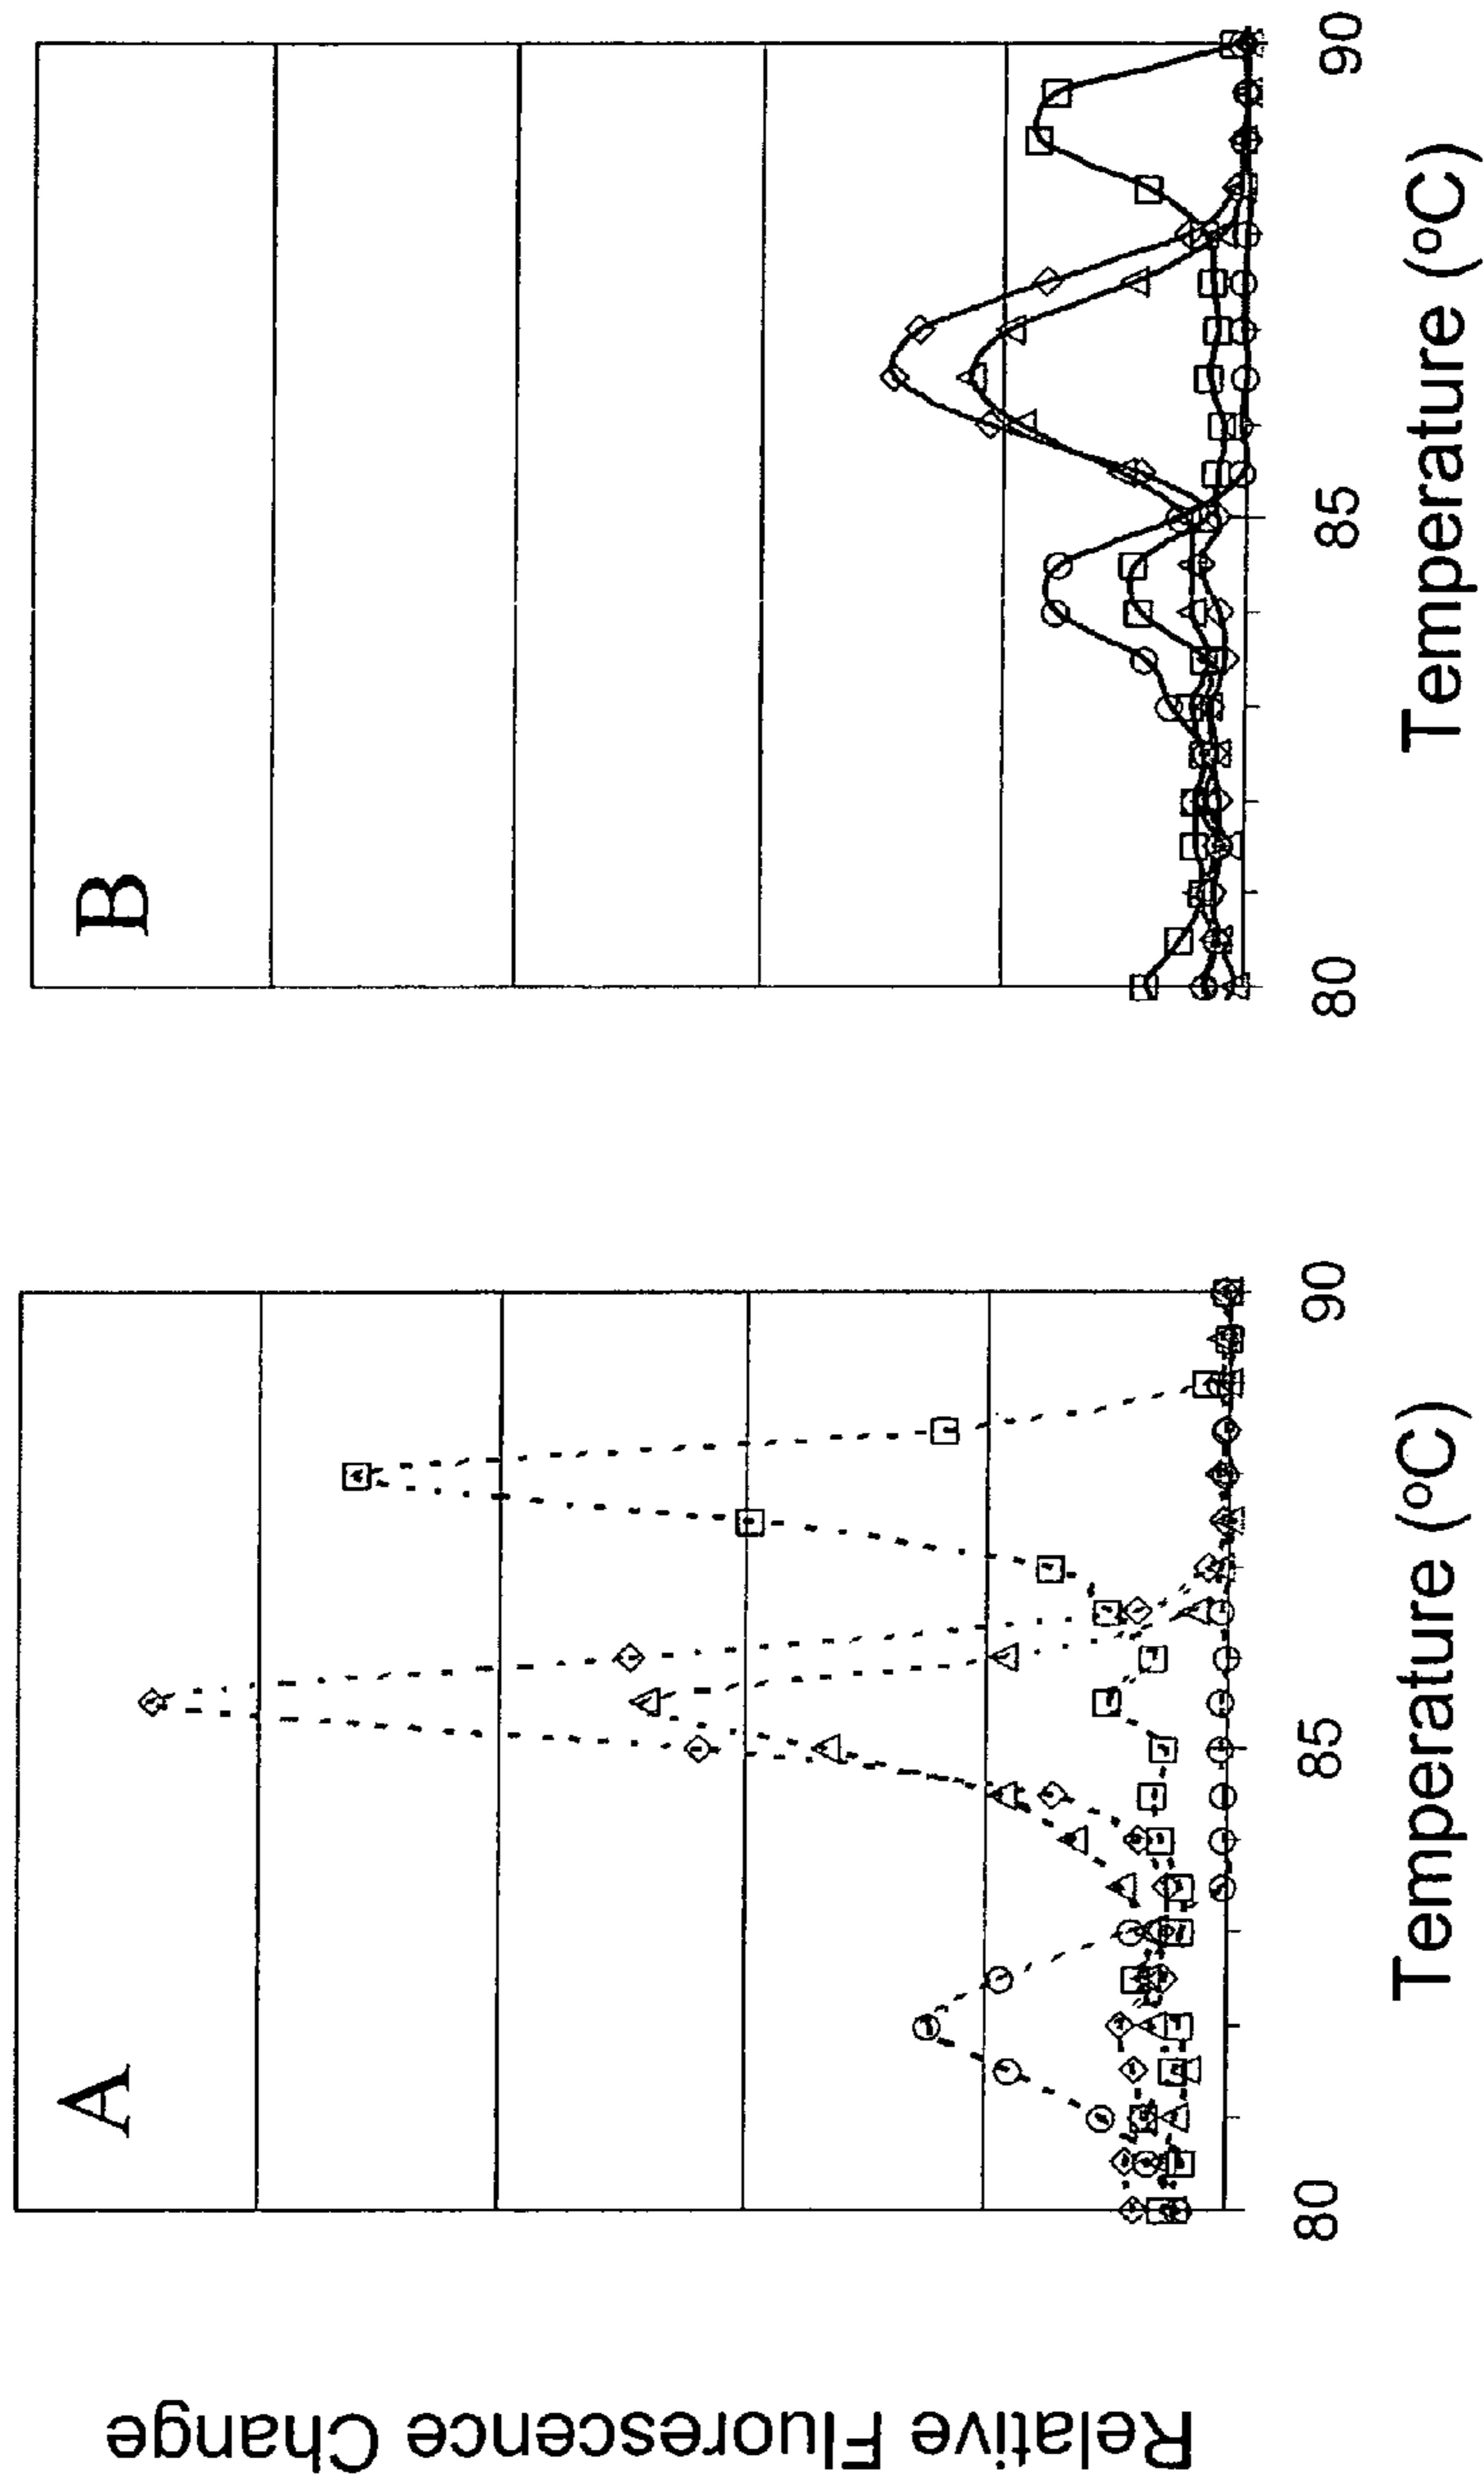 Relative Fluorescence Change
A
80
85
90
Temperature (°C)
B
80
85
90
Temperature (°C)